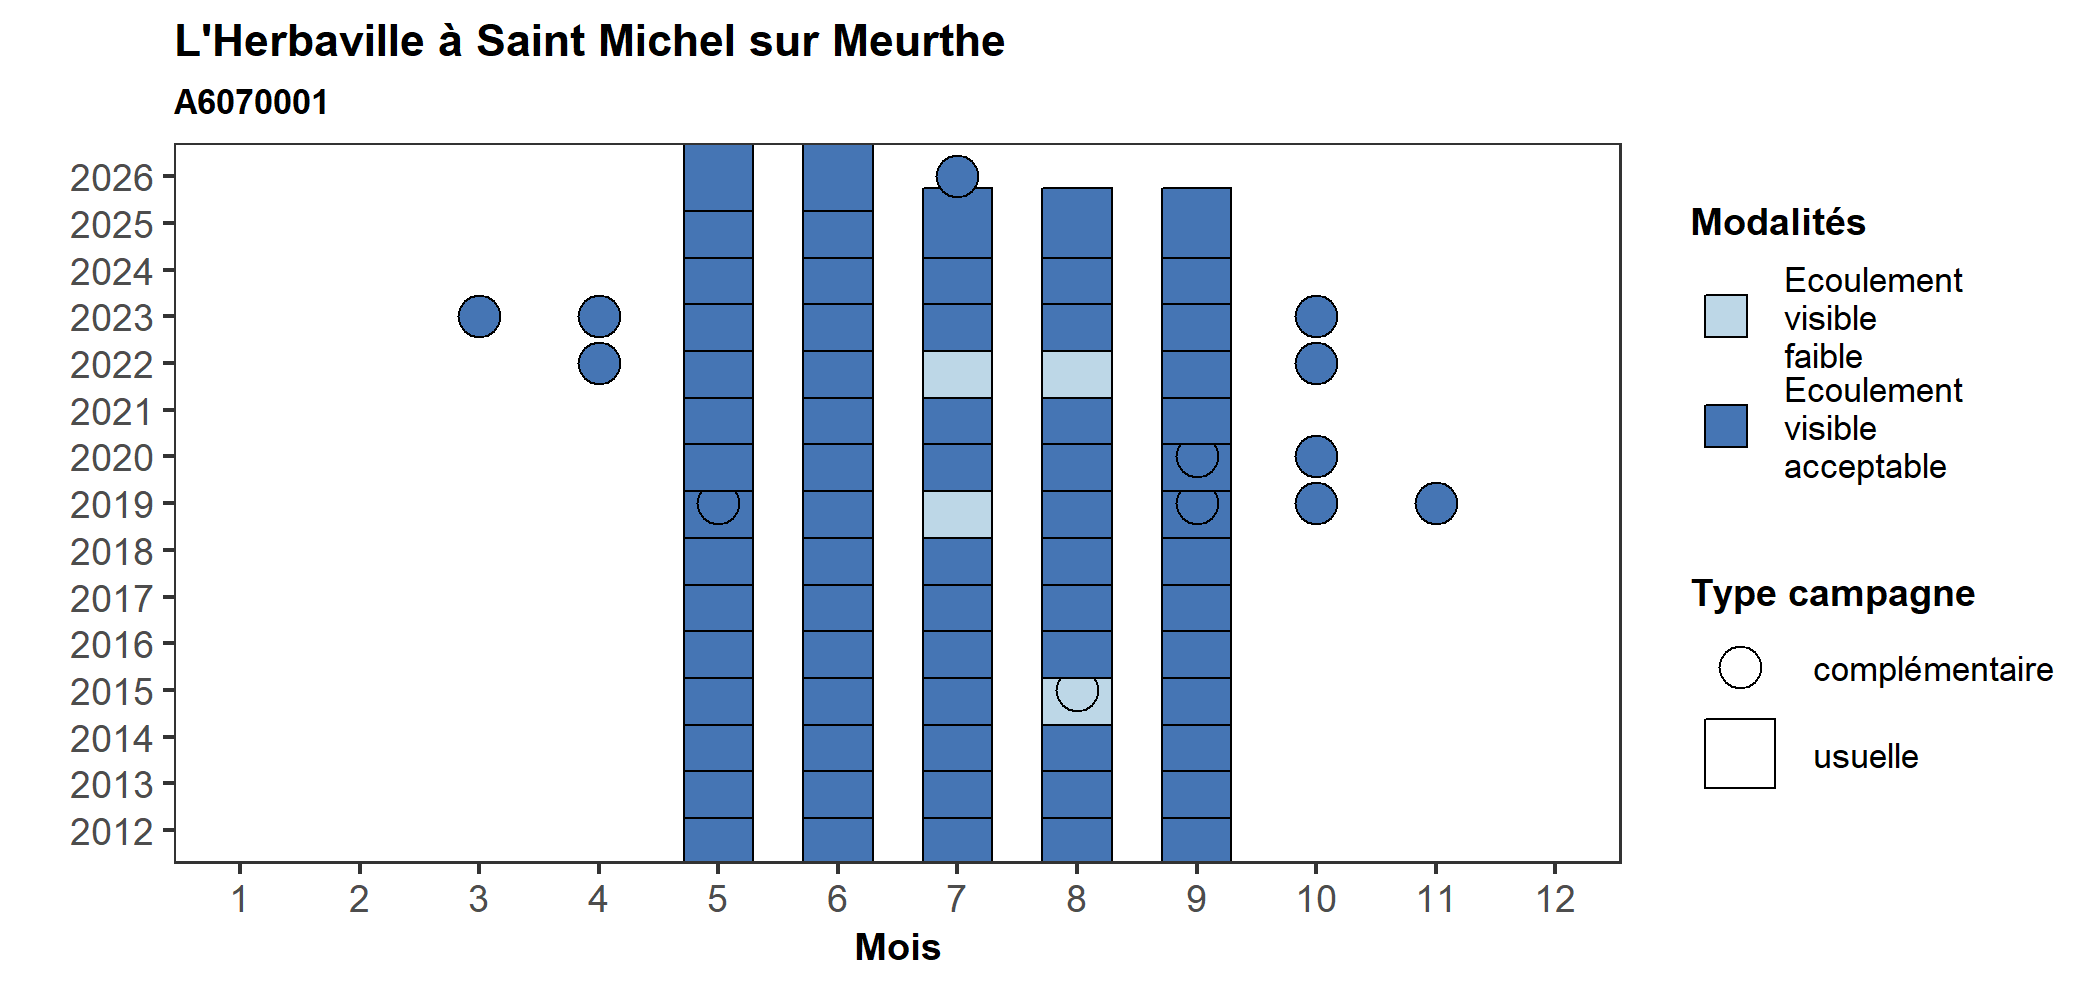 L'Herbaville à Saint Michel sur Meurthe
A6070001
2026
2025
2024
2023
2022
2021
2020
2019
2018
2017
2016
2015
2014
2013
2012
1 2 3 4 5 6 7 8 9 10 11 12
Mois
Modalités
Ecoulement
visible
faible
Ecoulement
visible
acceptable
Type campagne
complémentaire
usuelle